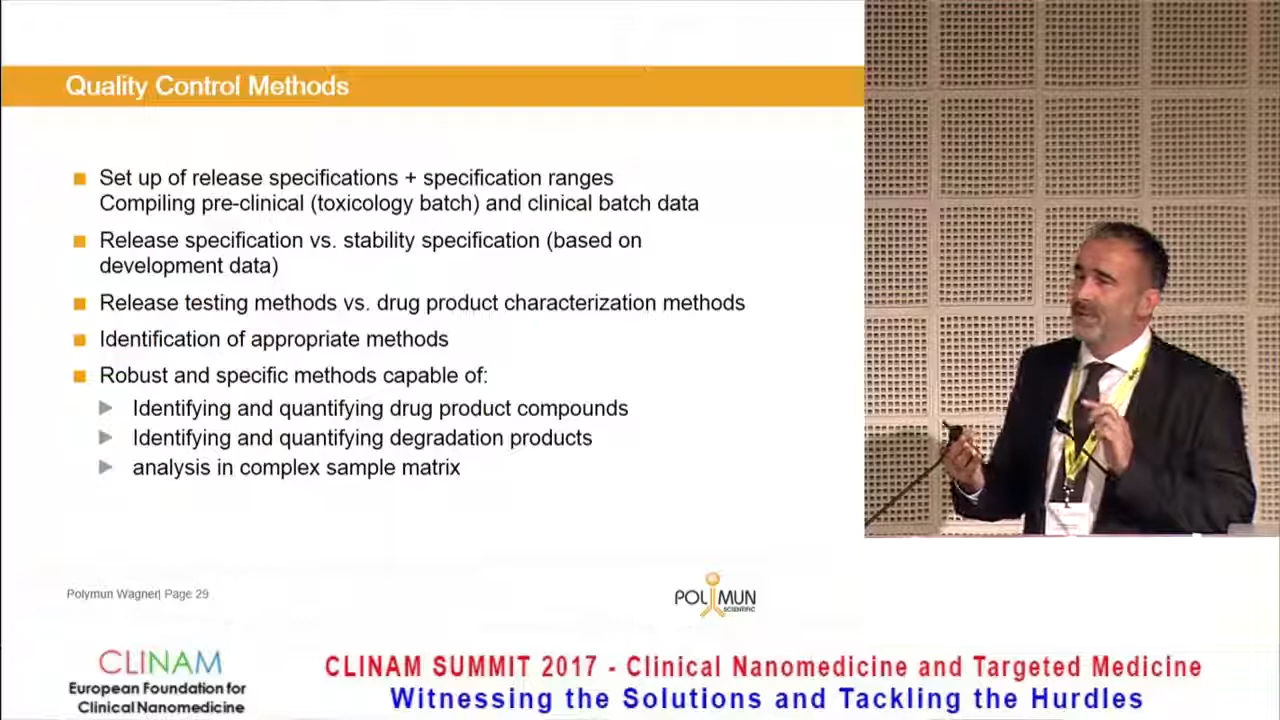 Quality Control Methods
Set up of release specifications + specification ranges
Compiling pre-clinical (toxicology batch) and clinical batch data
Release specification vs. stability specification (based on
development data)
Release testing methods vs. drug product characterization methods
Identification of appropriate methods
Robust and specific methods capable of:
Identifying and quantifying drug product compounds
Identifying and quantifying degradation products
analysis in complex sample matrix
Polymun Wagner| Page 29
POLYMUN
SCIENTIFIC
CLINAM
European Foundation for
Clinical Nanomedicine
CLINAM SUMMIT 2017 - Clinical Nanomedicine and Targeted Medicine
Witnessing the Solutions and Tackling the Hurdles